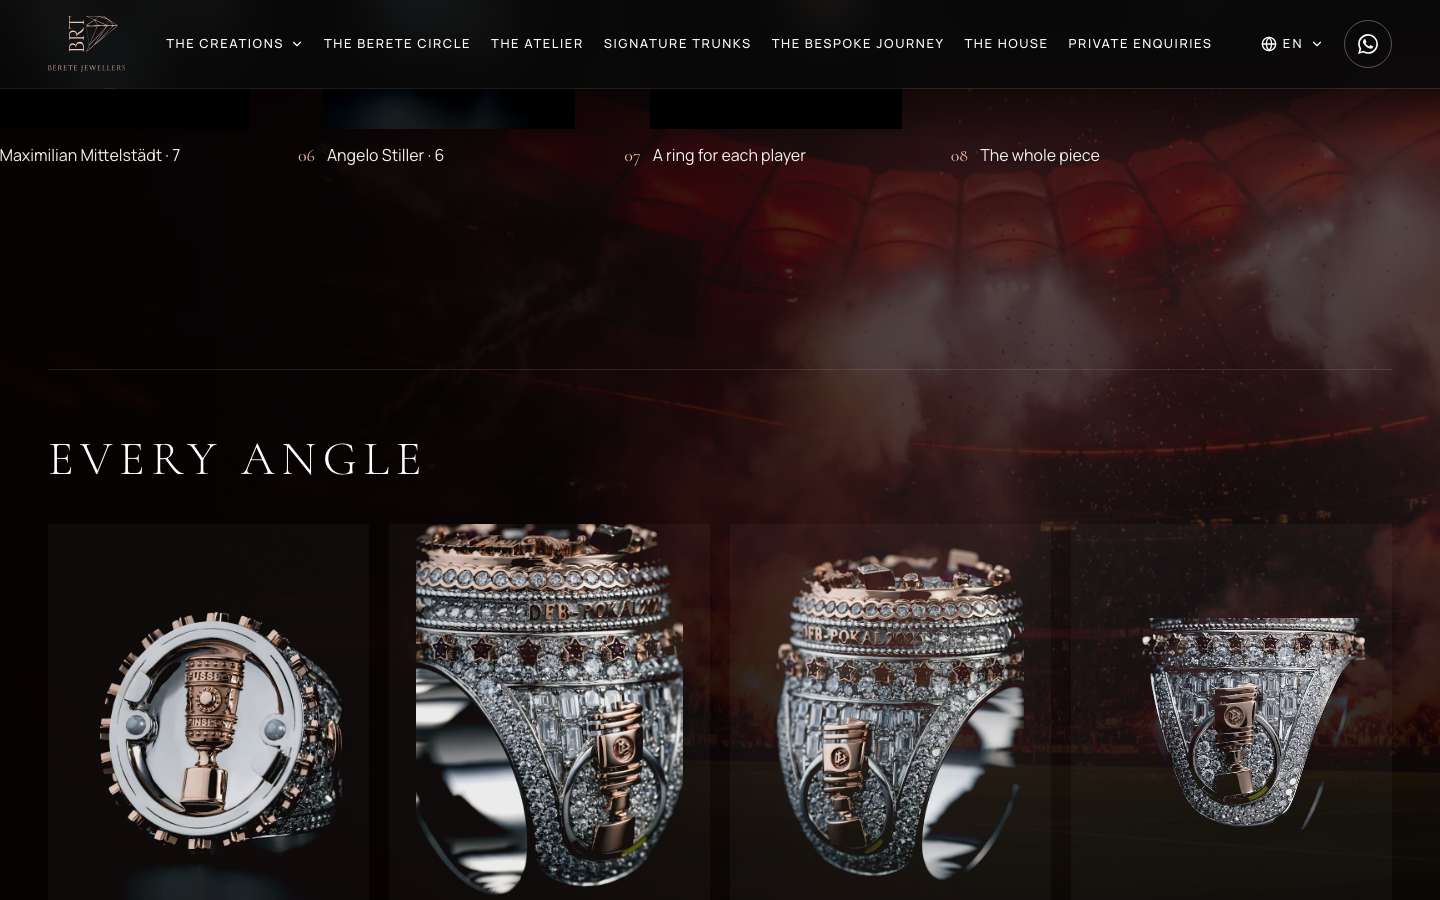 BRT
BERETE JEWELLERS
THE CREATIONS
THE BERETE CIRCLE
THE ATELIER
SIGNATURE TRUNKS
THE BESPOKE JOURNEY
THE HOUSE
PRIVATE ENQUIRIES
EN
Maximilian Mittelstädt · 7
06 Angelo Stiller · 6
07 A ring for each player
08 The whole piece
EVERY ANGLE
DFB-POKAL
DFB-POKAL